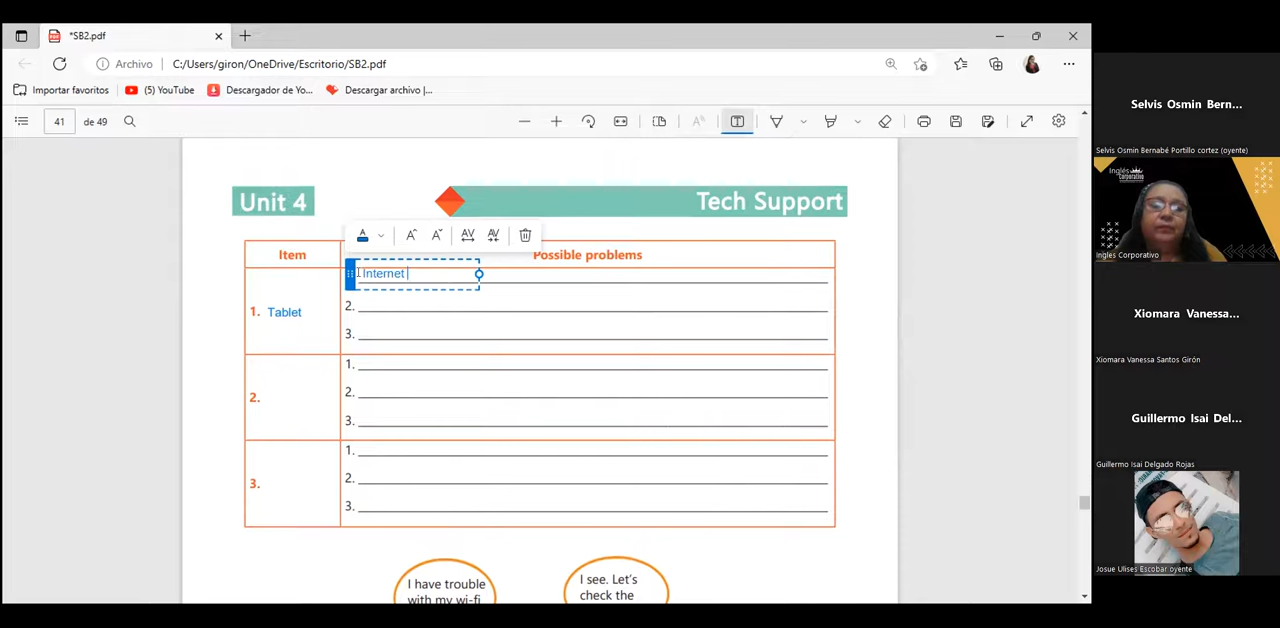 *SB2.pdf
Archivo
C:/Users/giron/OneDrive/Escritorio/SB2.pdf
Importar favoritos
(5) YouTube
Descargador de Yo...
Descargar archivo |...
41
de 49
Unit 4
Tech Support
Item
Possible problems
Internet
1. Tablet
2.
3.
1.
2.
2.
3.
1.
3.
2.
3.
I have trouble
with my wi-fi
I see. Let's
check the
Selvis Osmin Bern...
Selvis Osmin Bernabé Portillo cortez (oyente)
Inglés
Corporativo
Ingles Corporativo
Xiomara Vanessa...
Xiomara Vanessa Santos Girón
Guillermo Isai Del...
Guillermo Isai Delgado Rojas
Josue Ulises Escobar oyente